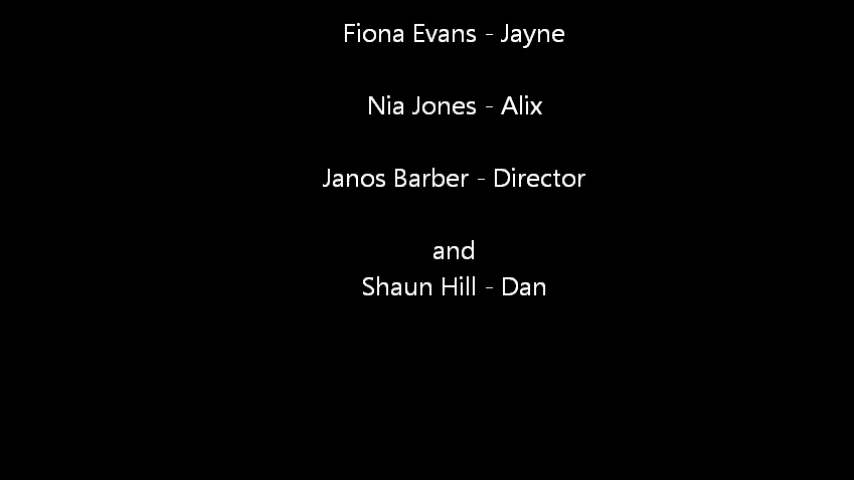 Fiona Evans - Jayne
Nia Jones - Alix
Janos Barber - Director
and
Shaun Hill - Dan